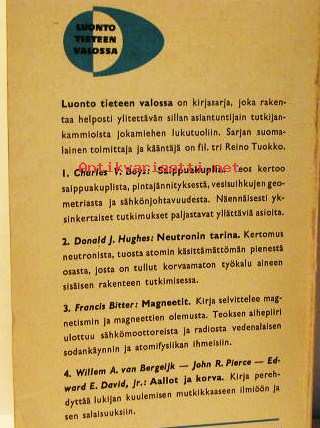 LUONTO
TIETEEN
VALOSSA
Luonto tieteen valossa on kirjasarja, joka raken-
taa helposti ylitettävän sillan asiantuntijain tutkijan-
kammioista jokamiehen lukutuoliin. Sarjan suoma-
lainen toimittaja ja kääntäjä on fil. tri Reino Tuokko.
1. Charles V. Boys: Saippuakuplia. Teos kertoo
saippuakuplista, pintajännityksestä, vesisuihkujen geo-
metriasta ja sähkönjohtavuudesta. Näennäisesti yk-
sinkertaiset tutkimukset paljastavat yllättäviä asioita.
2. Donald J. Hughes: Neutronin tarina. Kertomus
neutronista, tuosta atomin käsittämättömän pienestä
osasta, josta on tullut korvaamaton työkalu aineen
sisäisen rakenteen tutkimisessa.
3. Francis Bitter: Magneetit. Kirja selvittelee mag-
netismin ja magneettien olemusta. Teoksen aihepiiri
ulottuu sähkömoottoreista ja radiosta vedenalaisen
sodankäynnin ja atomifysiikan ihmeisiin.
4. Willem A. van Bergeijk — John R. Pierce — Ed-
ward E. David, Jr.: Aallot ja korva. Kirja pereh-
dyttää lukijan kuulemisen mutkikkaaseen ilmiöön ja
sen salaisuuksiin.
antikvariaatti.net